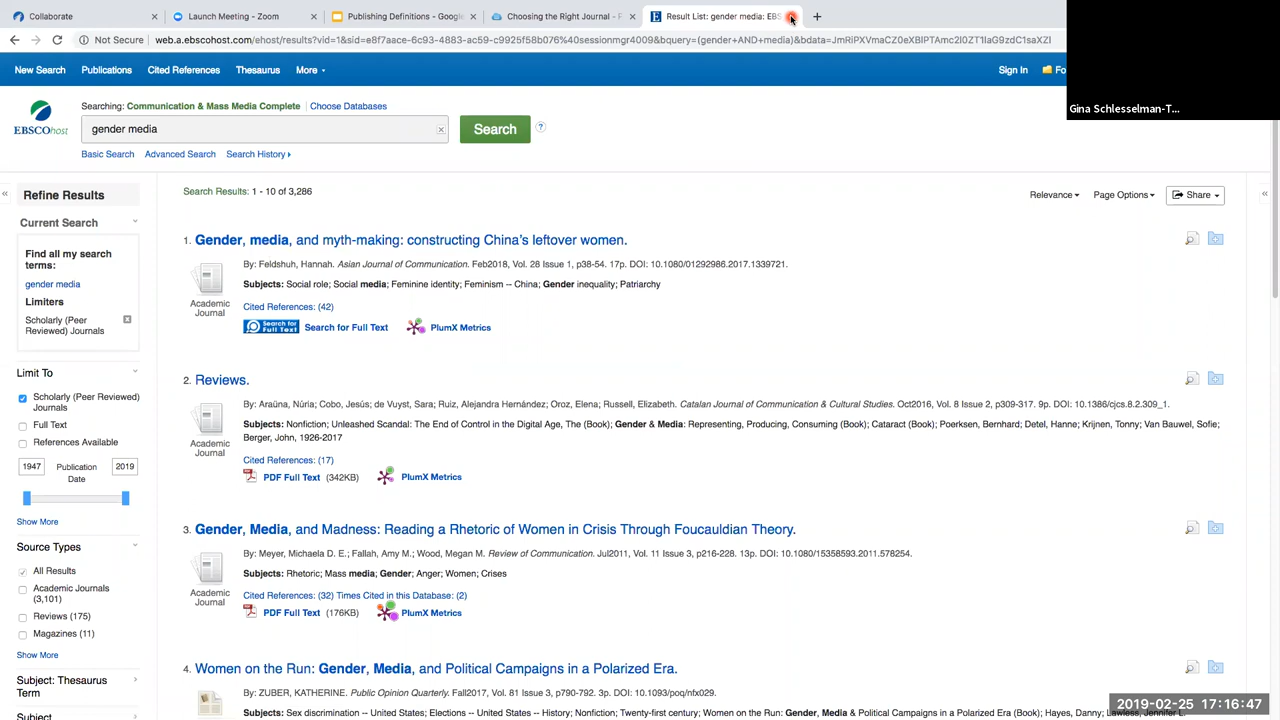 Collaborate
Launch Meeting - Zoom
Publishing Definitions - Google
Choosing the Right Journal - P
Result List: gender media: EBS
Not Secure
web.a.ebscohost.com/ehost/results?vid=1&sid=e8f7aace-6c93-4883-ac59-c9925f58b076%40sessionmgr4009&bquery=(gender+AND+media)&bdata=JmRiPXVmaCZ0eXBlPTAmc2l0ZT1laG9zdC1saXZl
New Search
Publications
Cited References
Thesaurus
More
Sign In
Fo
Gina Schlesselman-T...
EBSCOhost
Searching: Communication & Mass Media Complete
Choose Databases
gender media
Search
?
Basic Search
Advanced Search
Search History
Refine Results
Current Search
Find all my search
terms:
gender media
Limiters
Scholarly (Peer
Reviewed) Journals
Limit To
Scholarly (Peer Reviewed)
Journals
Full Text
References Available
1947
Publication
Date
2019
Show More
Source Types
All Results
Academic Journals
(3,101)
Reviews (175)
Magazines (11)
Show More
Subject: Thesaurus
Term
Subject
Search Results: 1 - 10 of 3,286
Relevance
Page Options
Share
1. Gender, media, and myth-making: constructing China's leftover women.
By: Feldshuh, Hannah. Asian Journal of Communication. Feb2018, Vol. 28 Issue 1, p38-54. 17p. DOI: 10.1080/01292986.2017.1339721.
Subjects: Social role; Social media; Feminine identity; Feminism -- China; Gender inequality; Patriarchy
Academic
Journal
Cited References: (42)
Search for
Full Text
Search for Full Text
PlumX Metrics
2. Reviews.
By: Araüna, Núria; Cobo, Jesús; de Vuyst, Sara; Ruiz, Alejandra Hernández; Oroz, Elena; Russell, Elizabeth. Catalan Journal of Communication & Cultural Studies. Oct2016, Vol. 8 Issue 2, p309-317. 9p. DOI: 10.1386/cjcs.8.2.309_1.
Subjects: Nonfiction; Unleashed Scandal: The End of Control in the Digital Age, The (Book); Gender & Media: Representing, Producing, Consuming (Book); Cataract (Book); Poerksen, Bernhard; Detel, Hanne; Krijnen, Tonny; Van Bauwel, Sofie;
Berger, John, 1926-2017
Academic
Journal
Cited References: (17)
PDF Full Text (342KB)
PlumX Metrics
3. Gender, Media, and Madness: Reading a Rhetoric of Women in Crisis Through Foucauldian Theory.
By: Meyer, Michaela D. E.; Fallah, Amy M.; Wood, Megan M. Review of Communication. Jul2011, Vol. 11 Issue 3, p216-228. 13p. DOI: 10.1080/15358593.2011.578254.
Subjects: Rhetoric; Mass media; Gender; Anger; Women; Crises
Academic
Journal
Cited References: (32) Times Cited in this Database: (2)
PDF Full Text (176KB)
PlumX Metrics
4. Women on the Run: Gender, Media, and Political Campaigns in a Polarized Era.
By: ZUBER, KATHERINE. Public Opinion Quarterly. Fall2017, Vol. 81 Issue 3, p790-792. 3p. DOI: 10.1093/poq/nfx029.
Subjects: Sex discrimination -- United States; Elections -- United States -- History; Nonfiction; Twenty-first century; Women on the Run: Gender, Media & Political Campaigns in a Polarized Era (Book); Hayes, Danny;
2019-02-25 17:16:47